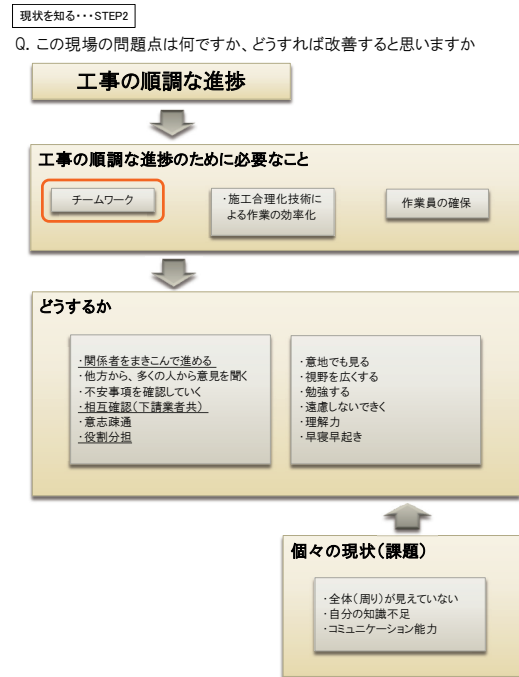 現状を知る・・・STEP2
Q. この現場の問題点は何ですか、どうすれば改善すると思いますか
工事の順調な進捗
工事の順調な進捗のために必要なこと
チームワーク
・施工合理化技術に
よる作業の効率化
作業員の確保
どうするか
・関係者をまきこんで進める
・他方から、多くの人から意見を聞く
・不安事項を確認していく
・相互確認（下請業者共）
・意志疎通
・役割分担
・意地でも見る
・視野を広くする
・勉強する
・遠慮しないできく
・理解力
・早寝早起き
個々の現状（課題）
・全体（周り）が見えていない
・自分の知識不足
・コミュニケーション能力